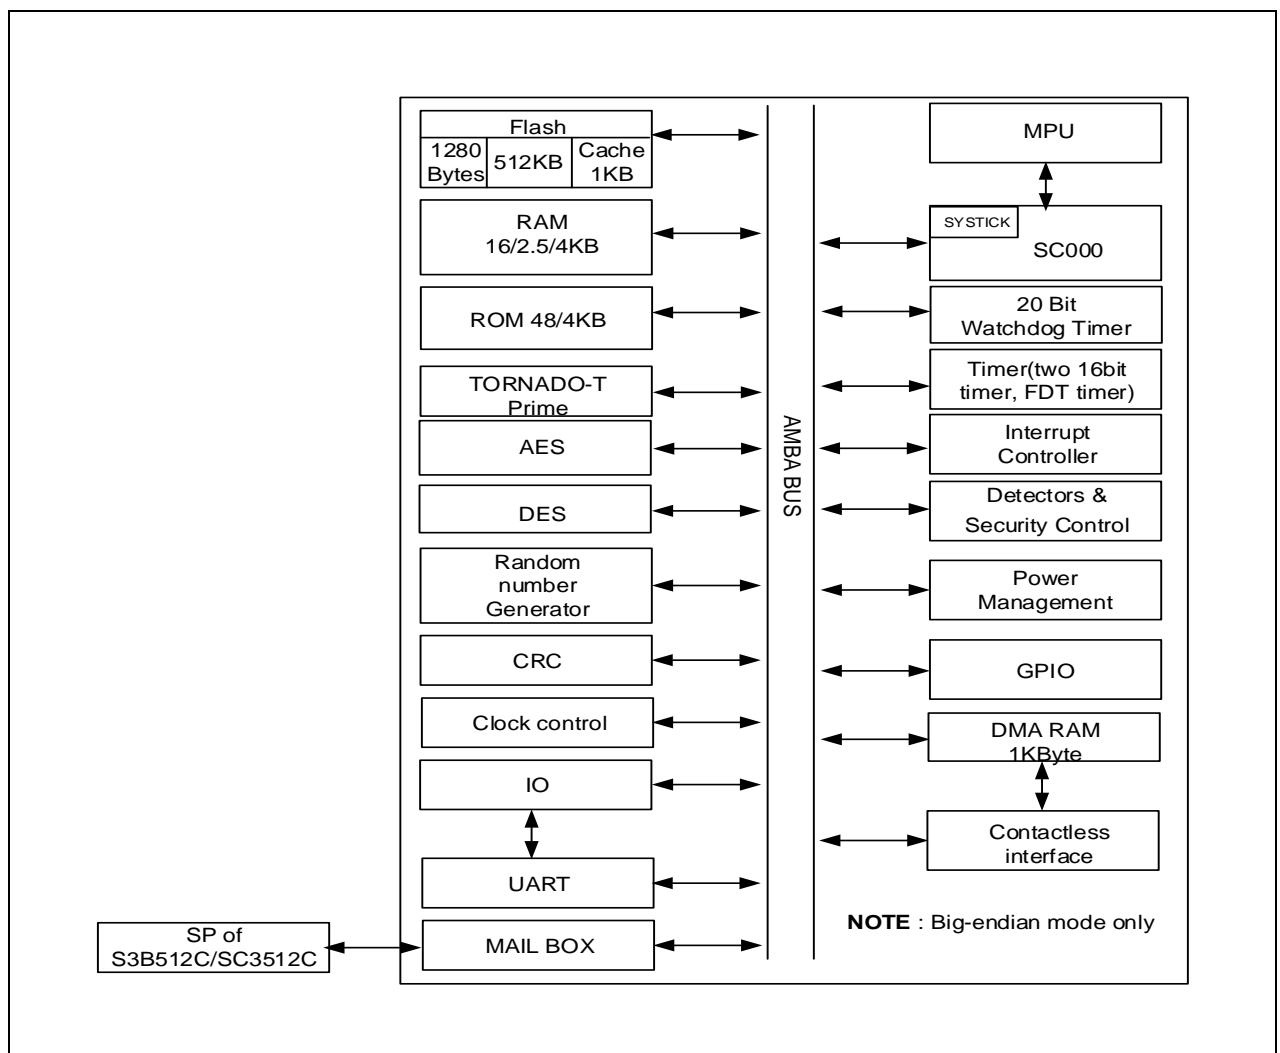 Flash
1280
Bytes
512KB
Cache
1KB
RAM
16/2.5/4KB
ROM 48/4KB
TORNADO-T
Prime
AES
DES
Random
number
Generator
CRC
Clock control
IO
UART
MAIL BOX
SP of
S3B512C/SC3512C
AMBA BUS
MPU
SYSTICK
SC000
20 Bit
Watchdog Timer
Timer(two 16bit
timer, FDT timer)
Interrupt
Controller
Detectors &
Security Control
Power
Management
GPIO
DMA RAM
1KByte
Contactless
interface
NOTE : Big-endian mode only